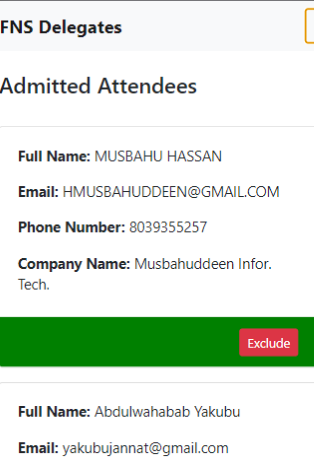 FNS Delegates
Admitted Attendees
Full Name: MUSBAHU HASSAN
Email: HMUSBAHUDDEEN@GMAIL.COM
Phone Number: 8039355257
Company Name: Musbahuddeen Infor.
Tech.
Exclude
Full Name: Abdulwahabab Yakubu
Email: yakubujannat@gmail.com